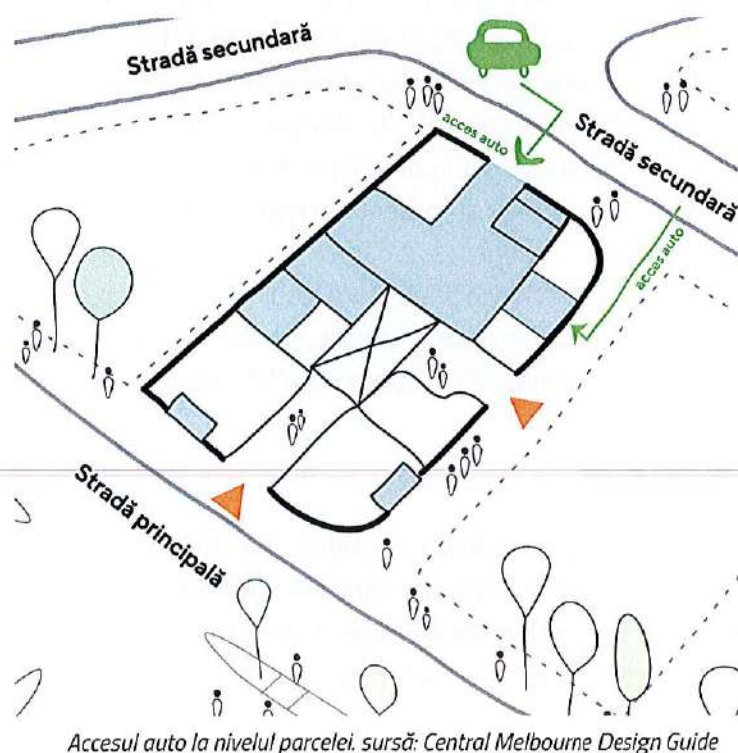 Stradă secundară
acces auto
Stradă secundară
acces auto
Stradă principală
Accesul auto la nivelul parcelei. sursă: Central Melbourne Design Guide